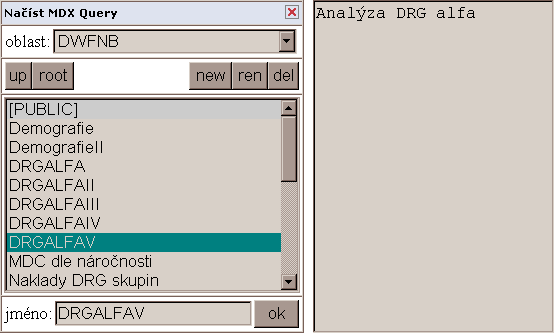 Načíst MDX Query
oblast: DWFNB
up root new ren del
[PUBLIC]
Demografie
DemografieII
DRGALFA
DRGALFAII
DRGALFAIII
DRGALFAIV
DRGALFAV
MDC dle náročnosti
Naklady DRG skupin
jméno: DRGALFAV ok
Analýza DRG alfa